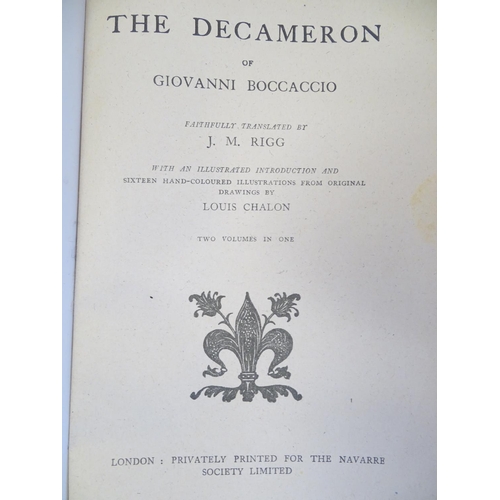 THE DECAMERON
OF
GIOVANNI BOCCACCIO
FAITHFULLY TRANSLATED BY
J. M. RIGG
WITH AN ILLUSTRATED INTRODUCTION AND
SIXTEEN HAND-COLOURED ILLUSTRATIONS FROM ORIGINAL
DRAWINGS BY
LOUIS CHALON
TWO VOLUMES IN ONE
LONDON : PRIVATELY PRINTED FOR THE NAVARRE
SOCIETY LIMITED